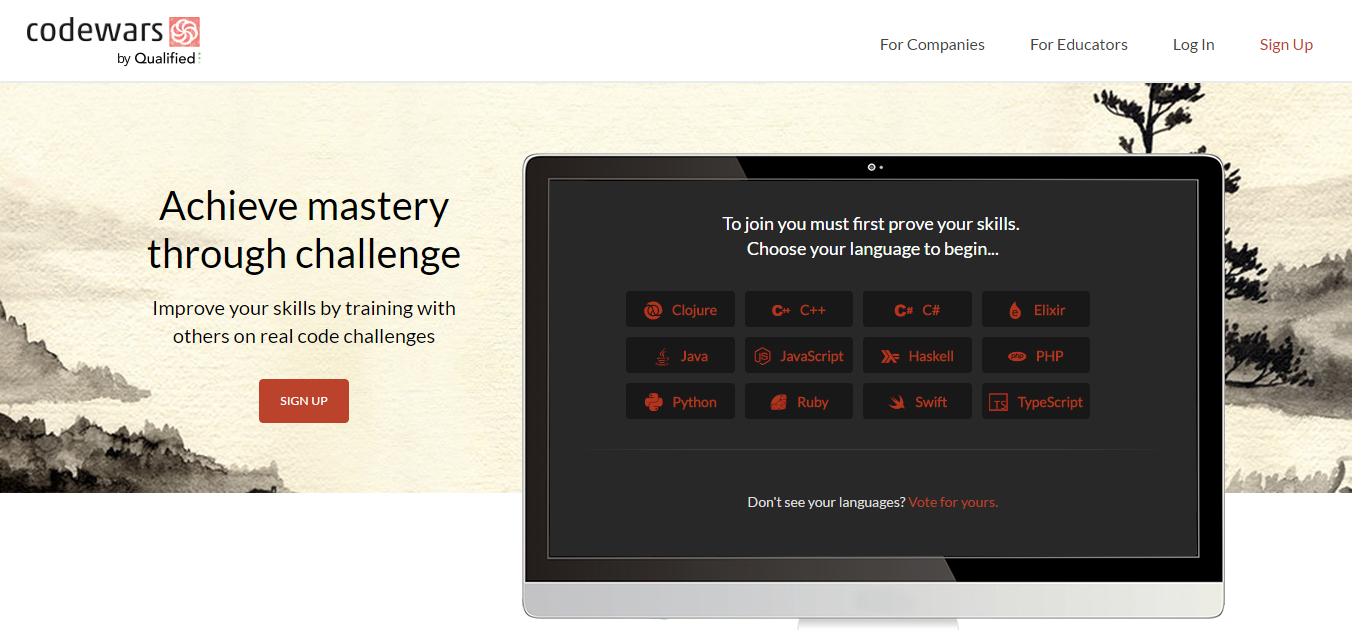 codewars
by Qualified
For Companies
For Educators
Log In
Sign Up
Achieve mastery
through challenge
Improve your skills by training with
others on real code challenges
SIGN UP
To join you must first prove your skills.
Choose your language to begin...
Clojure
C++ C++
C# C#
e Elixir
Java
JS JavaScript
Haskell
php PHP
Python
Ruby
Swift
TS TypeScript
Don't see your languages? Vote for yours.